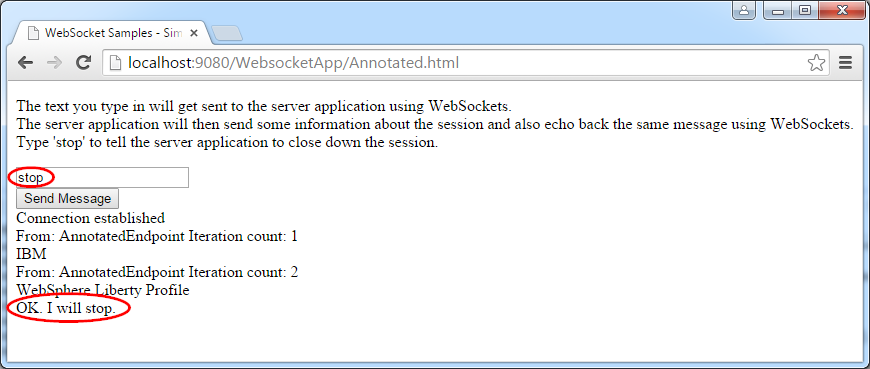 WebSocket Samples - Sim
localhost:9080/WebsocketApp/Annotated.html
The text you type in will get sent to the server application using WebSockets.
The server application will then send some information about the session and also echo back the same message using WebSockets.
Type 'stop' to tell the server application to close down the session.
stop
Send Message
Connection established
From: AnnotatedEndpoint Iteration count: 1
IBM
From: AnnotatedEndpoint Iteration count: 2
WebSphere Liberty Profile
OK. I will stop.